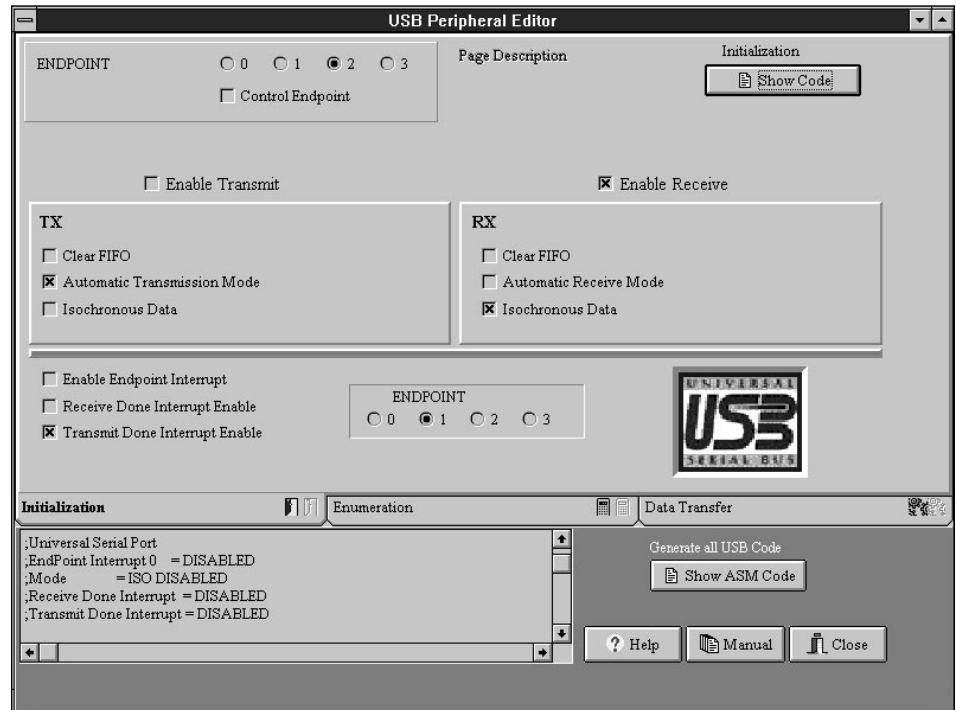 USB Peripheral Editor
ENDPOINT 0 1 2 3
Control Endpoint
Page Description
Initialization
Show Code
Enable Transmit
Enable Receive
TX
Clear FIFO
Automatic Transmission Mode
Isochronous Data
RX
Clear FIFO
Automatic Receive Mode
Isochronous Data
Enable Endpoint Interrupt
Receive Done Interrupt Enable
Transmit Done Interrupt Enable
ENDPOINT
0 1 2 3
UNIVERSAL
USB
SERIAL BUS
Initialization
Enumeration
Data Transfer
;Universal Serial Port
;EndPoint Interrupt 0 = DISABLED
;Mode = ISO DISABLED
;Receive Done Interrupt = DISABLED
;Transmit Done Interrupt = DISABLED
Generate all USB Code
Show ASM Code
? Help
Manual
Close